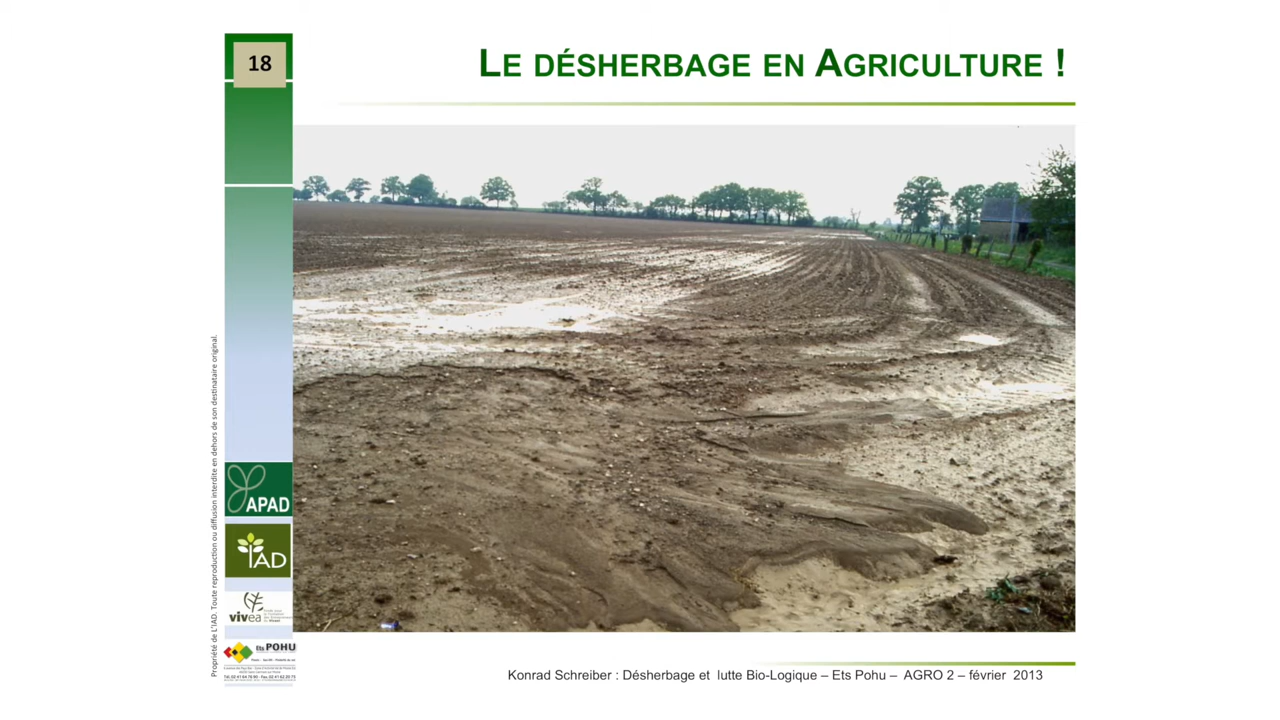 18
LE DÉSHERBAGE EN AGRICULTURE !
Propriété de L'IAD. Toute reproduction ou diffusion interdite en dehors de son destinataire original.
APAD
IAD
vivea
Ets POHU
Konrad Schreiber : Désherbage et lutte Bio-Logique – Ets Pohu – AGRO 2 – février 2013